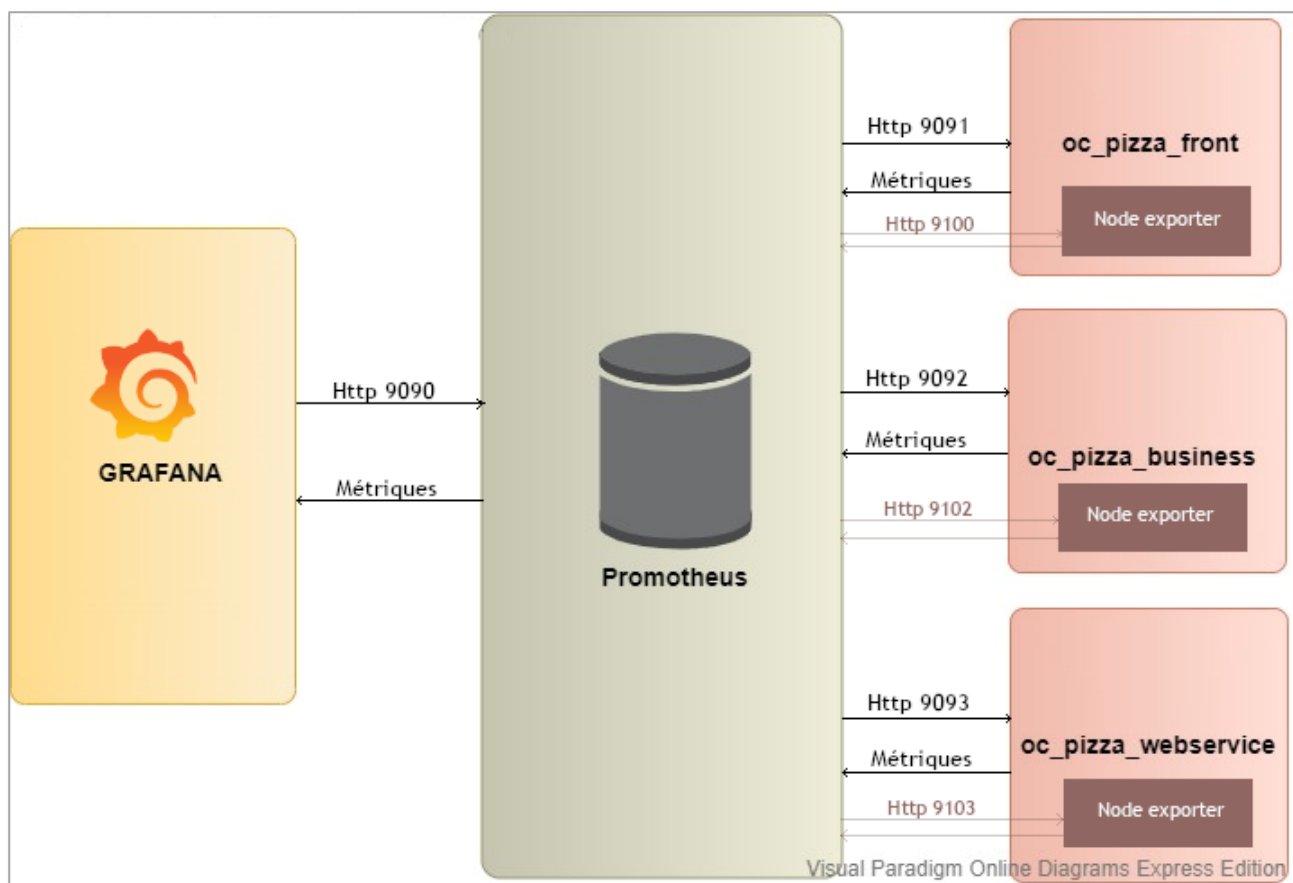 GRAFANA
Http 9090
Métriques
Promotheus
Http 9091
Métriques
Http 9100
oc_pizza_front
Node exporter
Http 9092
Métriques
Http 9102
oc_pizza_business
Node exporter
Http 9093
Métriques
Http 9103
oc_pizza_webservice
Node exporter
Visual Paradigm Online Diagrams Express Edition